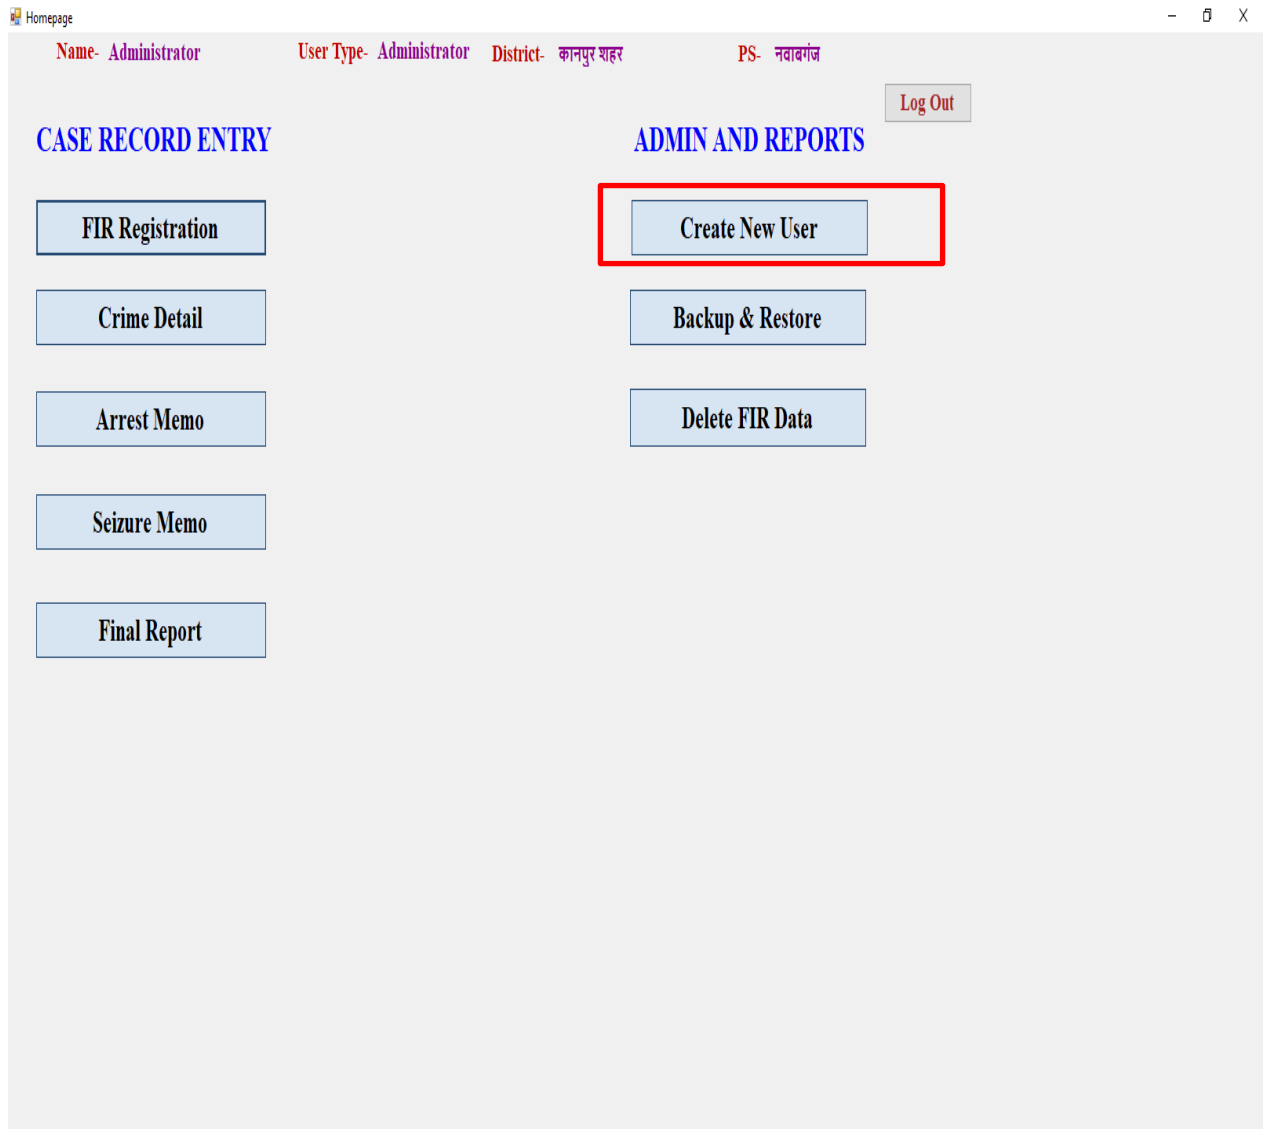 Homepage
Name- Administrator User Type- Administrator District- कानपुर शहर PS- नवाबगंज
Log Out
CASE RECORD ENTRY
FIR Registration
Crime Detail
Arrest Memo
Seizure Memo
Final Report
ADMIN AND REPORTS
Create New User
Backup & Restore
Delete FIR Data